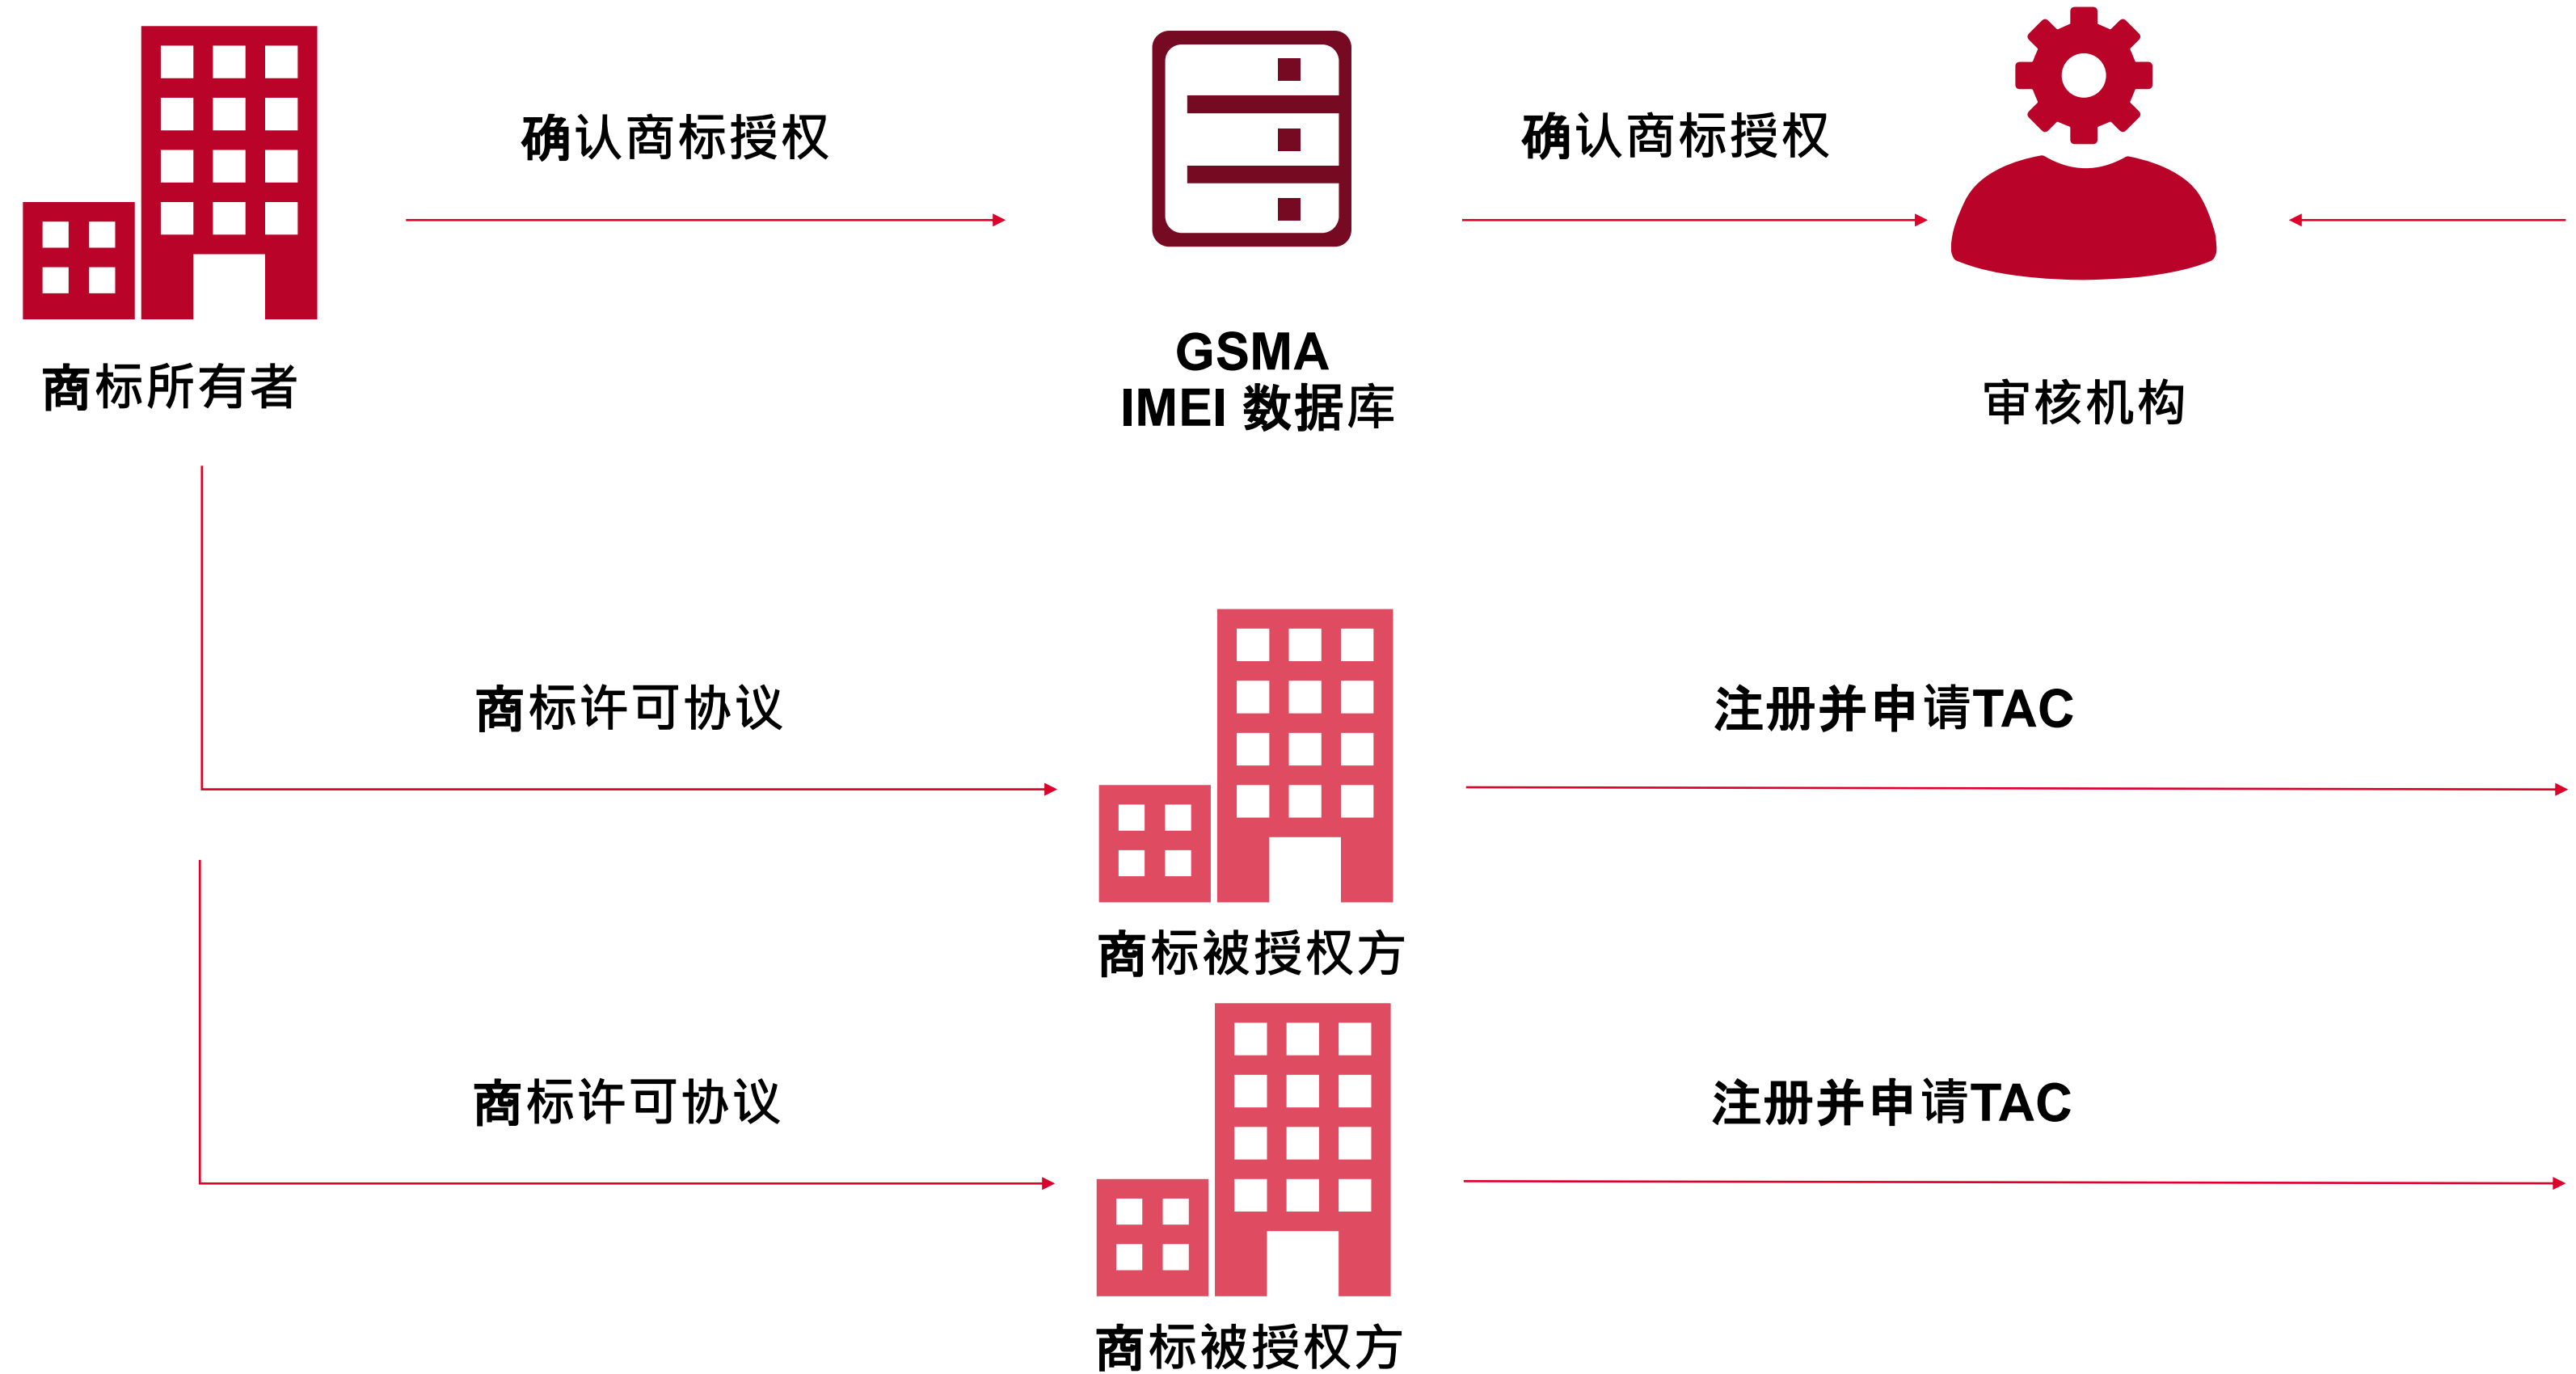 确认商标授权
确认商标授权
商标所有者
GSMA
IMEI 数据库
审核机构
商标许可协议
注册并申请TAC
商标被授权方
商标许可协议
注册并申请TAC
商标被授权方